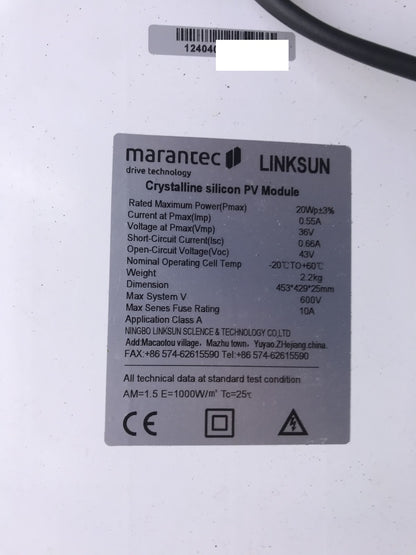 12404
marantec LINKSUN
drive technology
Crystalline silicon PV Module
Rated Maximum Power(Pmax) 20Wp±3%
Current at Pmax(Imp) 0.55A
Voltage at Pmax(Vmp) 36V
Short-Circuit Current(Isc) 0.66A
Open-Circuit Voltage(Voc) 43V
Nominal Operating Cell Temp -20℃TO+60℃
Weight 2.2kg
Dimension 453*429*25mm
Max System V 600V
Max Senes Fuse Rating 10A
Application Class A
NINGBO LINKSUN SCLENCE & TECHNOLOGY CO,LTD
Add:Macaotou village，Mazhu town，Yuyao.ZHejiang.china.
FAX:+86 574-62615590 Tel:+86 574-62615590
All technical data at standard test condition
AM=1.5 E=1000W/㎡ Tc=25τ
CE